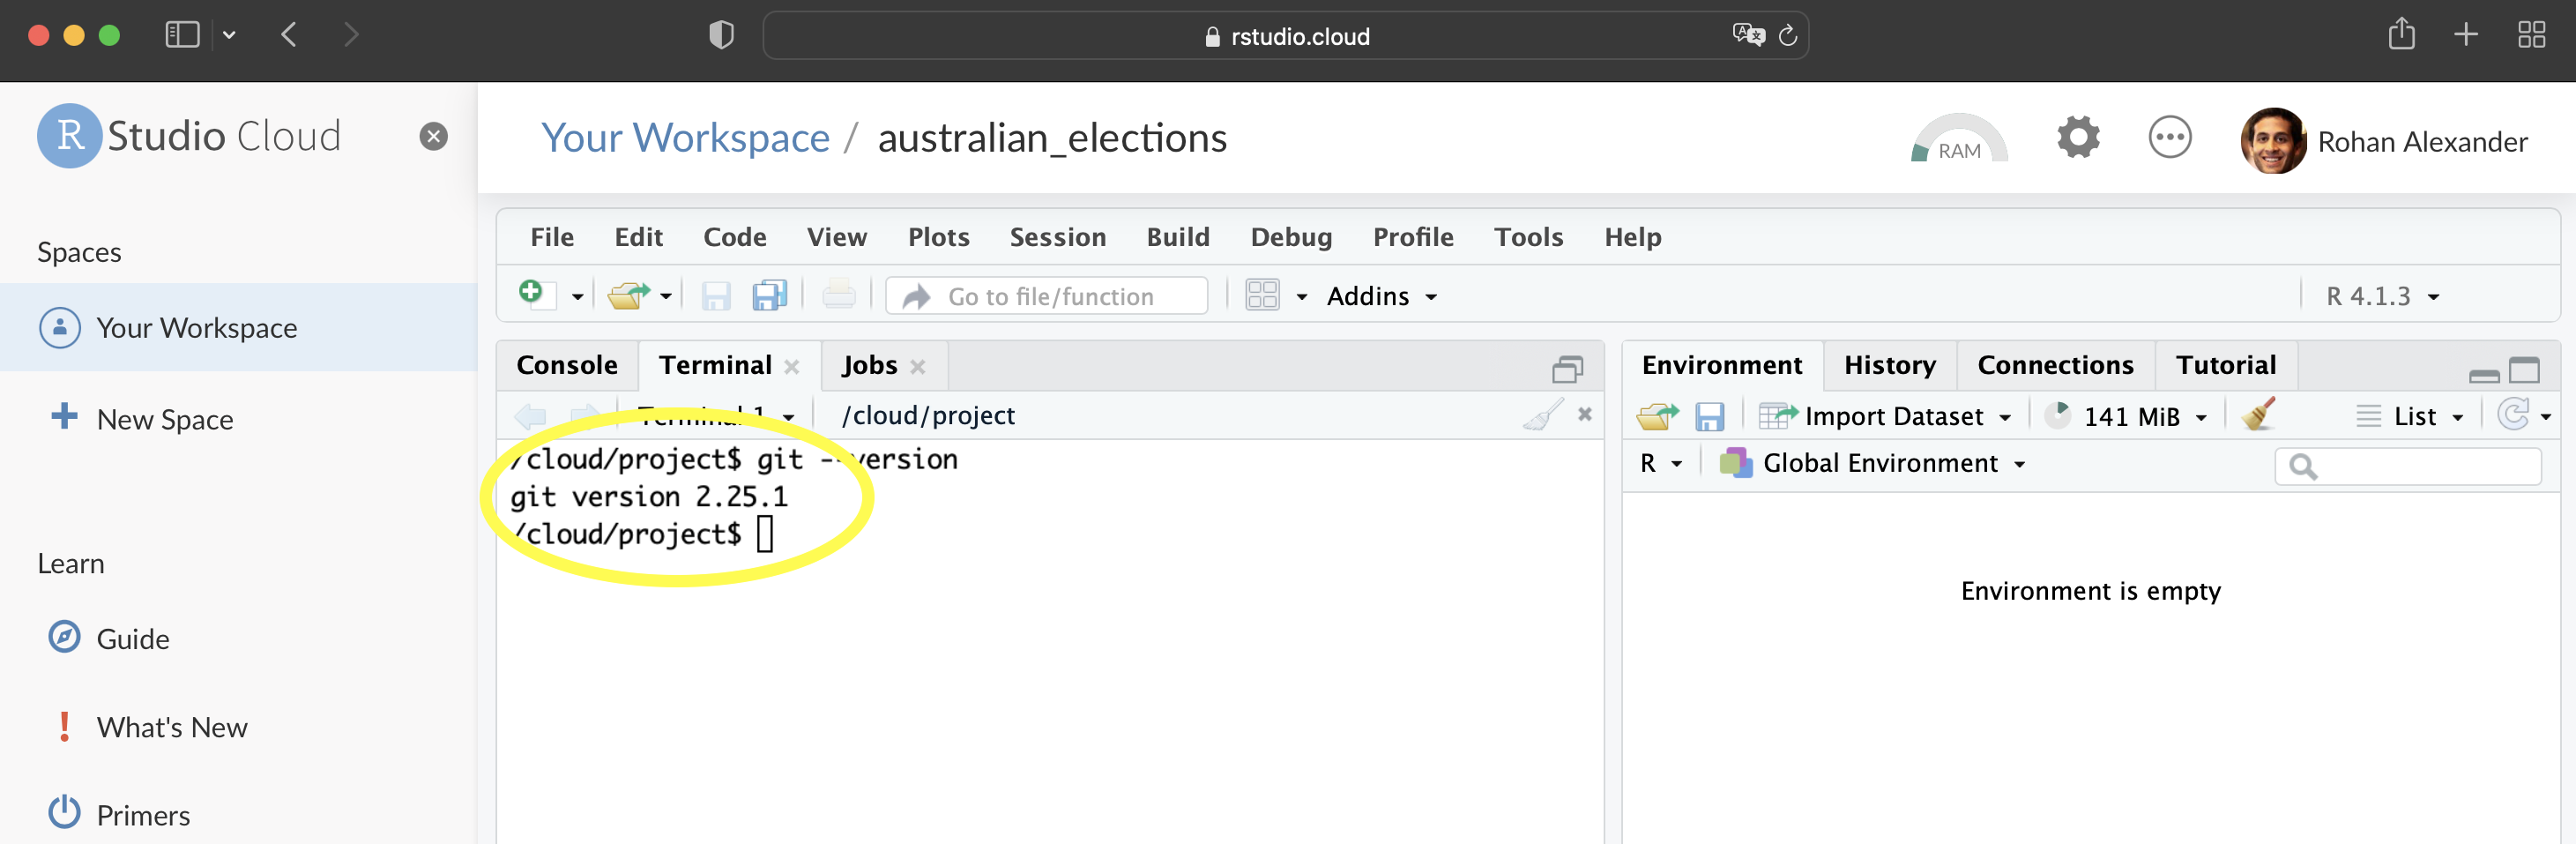 rstudio.cloud
R Studio Cloud
Your Workspace / australian_elections
RAM
Rohan Alexander
Spaces
Your Workspace
New Space
Learn
Guide
What's New
Primers
File Edit Code View Plots Session Build Debug Profile Tools Help
Go to file/function
Addins
R 4.1.3
Console Terminal Jobs
Terminal 1 /cloud/project
/cloud/project$ git --version
git version 2.25.1
/cloud/project$
Environment History Connections Tutorial
Import Dataset 141 MiB List
R Global Environment
Environment is empty